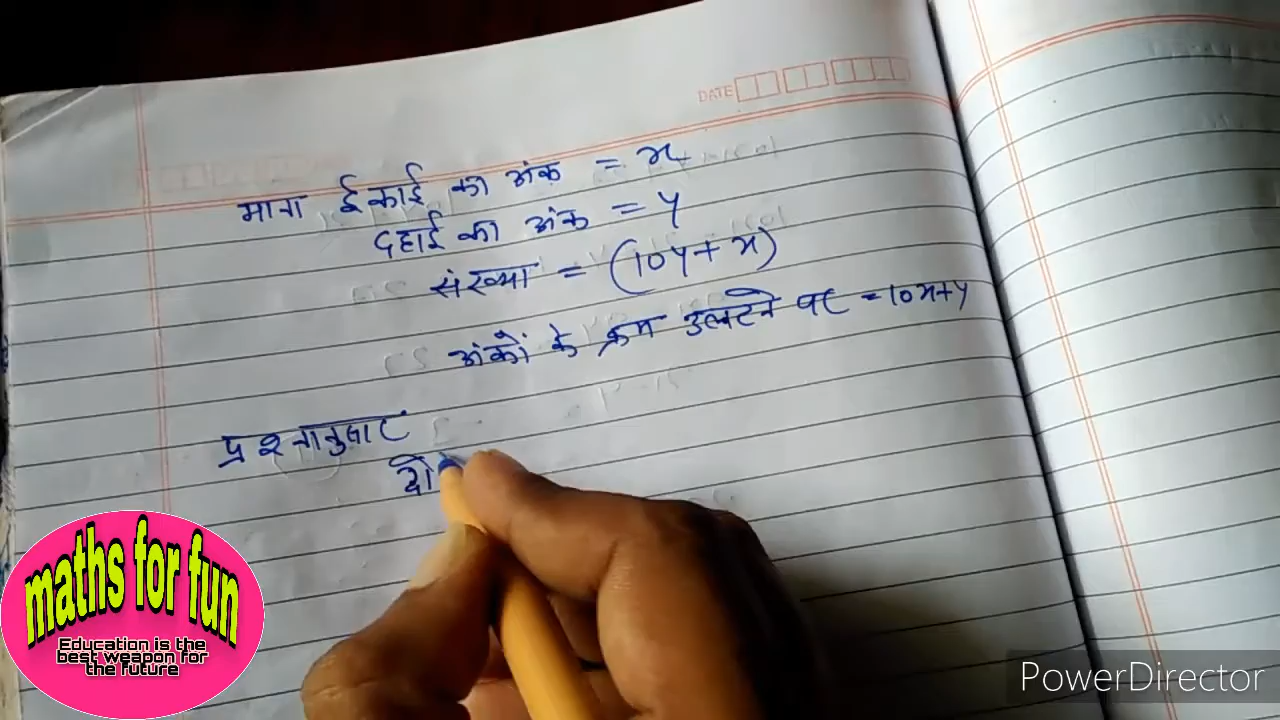 DATE
माना ईकाई का अंक = x
दहाई का अंक = y
संख्या = (10y + x)
अंकों के क्रम उलटने पर = 10x+y
प्रश्नानुसार
दो
maths for fun
Education is the
best weapon for
the future
PowerDirector